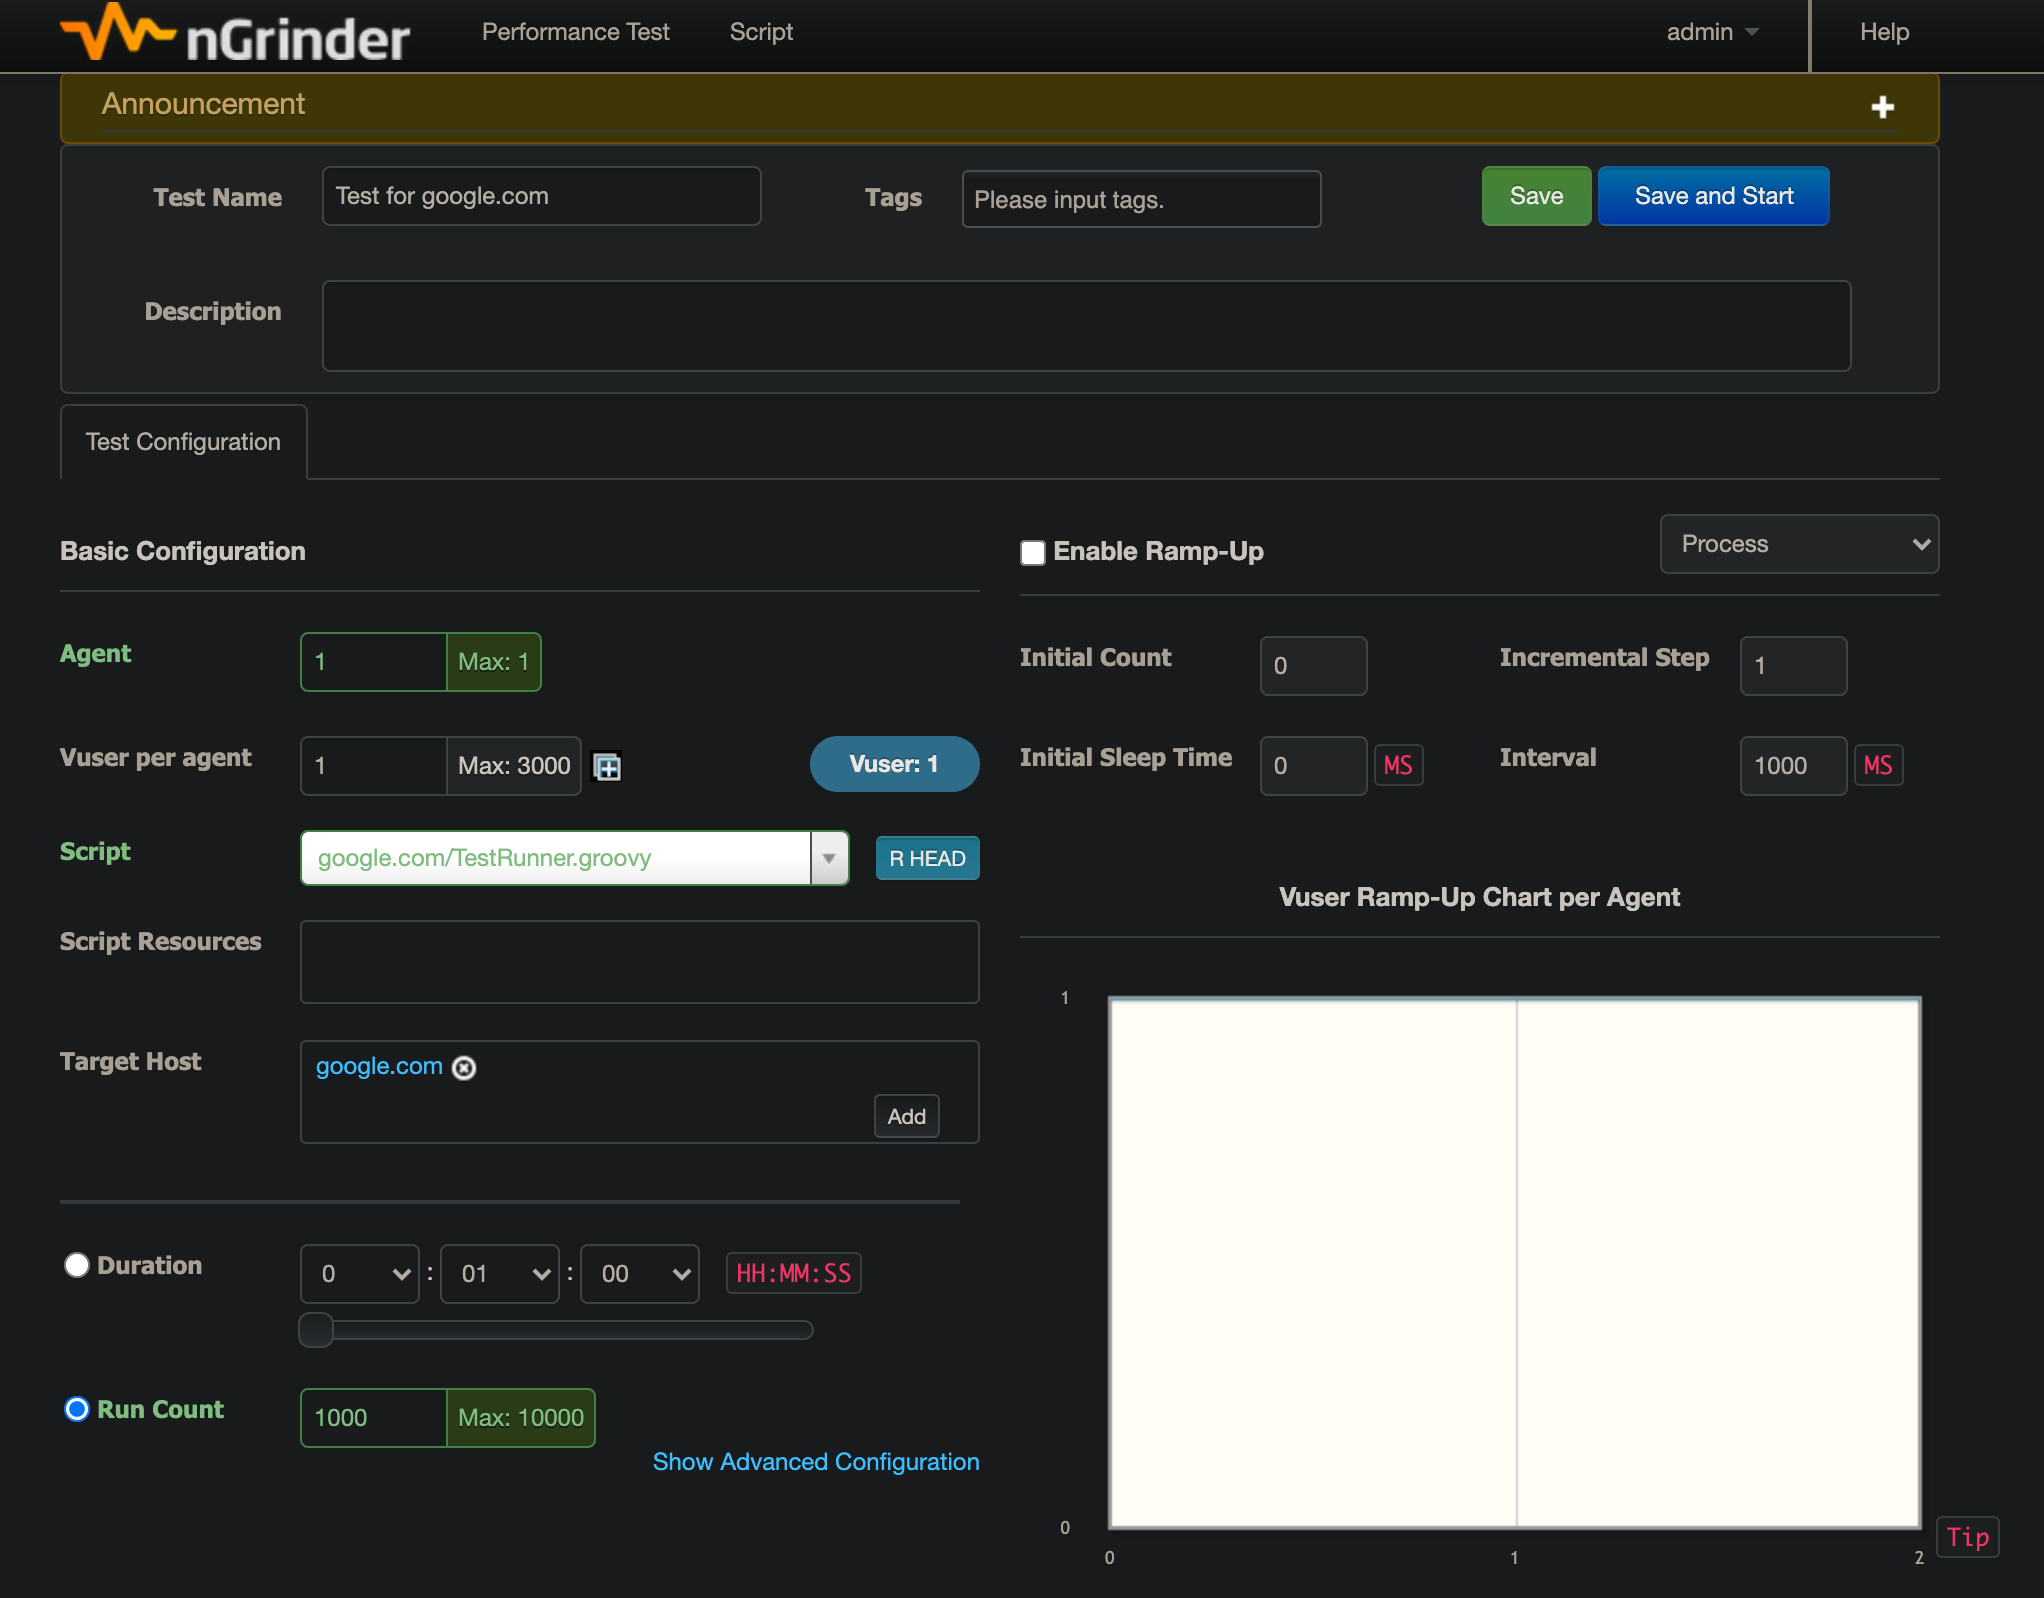 nGrinder
Performance Test
Script
admin
Help
Announcement
Test Name
Test for google.com
Tags
Please input tags.
Save
Save and Start
Description
Test Configuration
Basic Configuration
Enable Ramp-Up
Process
Agent
1
Max: 1
Initial Count
0
Incremental Step
1
Vuser per agent
1
Max: 3000
Vuser: 1
Initial Sleep Time
0
MS
Interval
1000
MS
Script
google.com/TestRunner.groovy
R HEAD
Vuser Ramp-Up Chart per Agent
Script Resources
Target Host
google.com
Add
Duration
0 : 01 : 00
HH:MM:SS
Run Count
1000
Max: 10000
Show Advanced Configuration
1
0
0
1
2
Tip